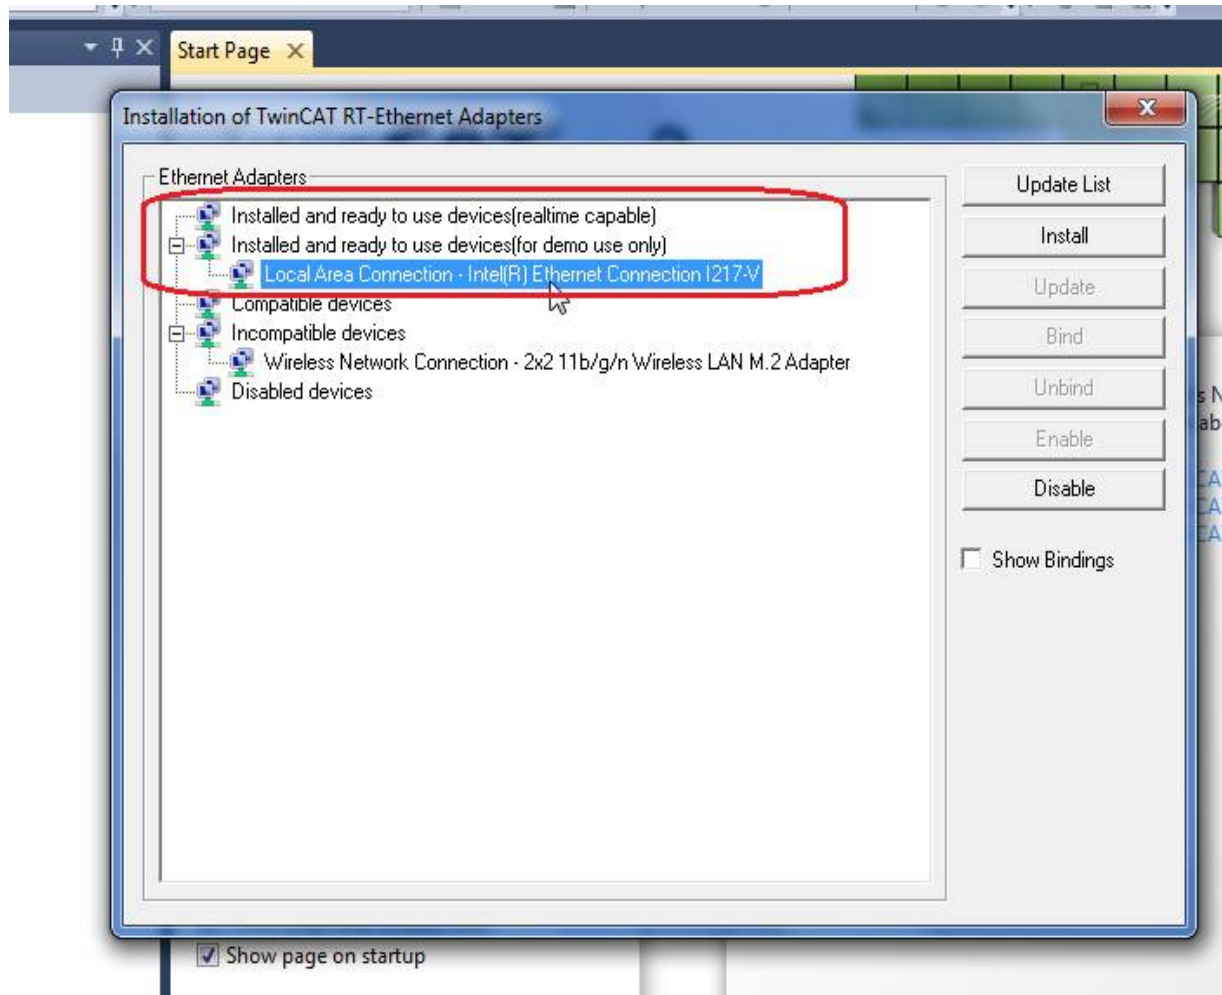 Start Page
Installation of TwinCAT RT-Ethernet Adapters
Ethernet Adapters
Installed and ready to use devices(realtime capable)
Installed and ready to use devices(for demo use only)
Local Area Connection - Intel(R) Ethernet Connection I217-V
Compatible devices
Incompatible devices
Wireless Network Connection - 2x2 11b/g/n Wireless LAN M.2 Adapter
Disabled devices
Update List
Install
Update
Bind
Unbind
Enable
Disable
Show Bindings
Show page on startup